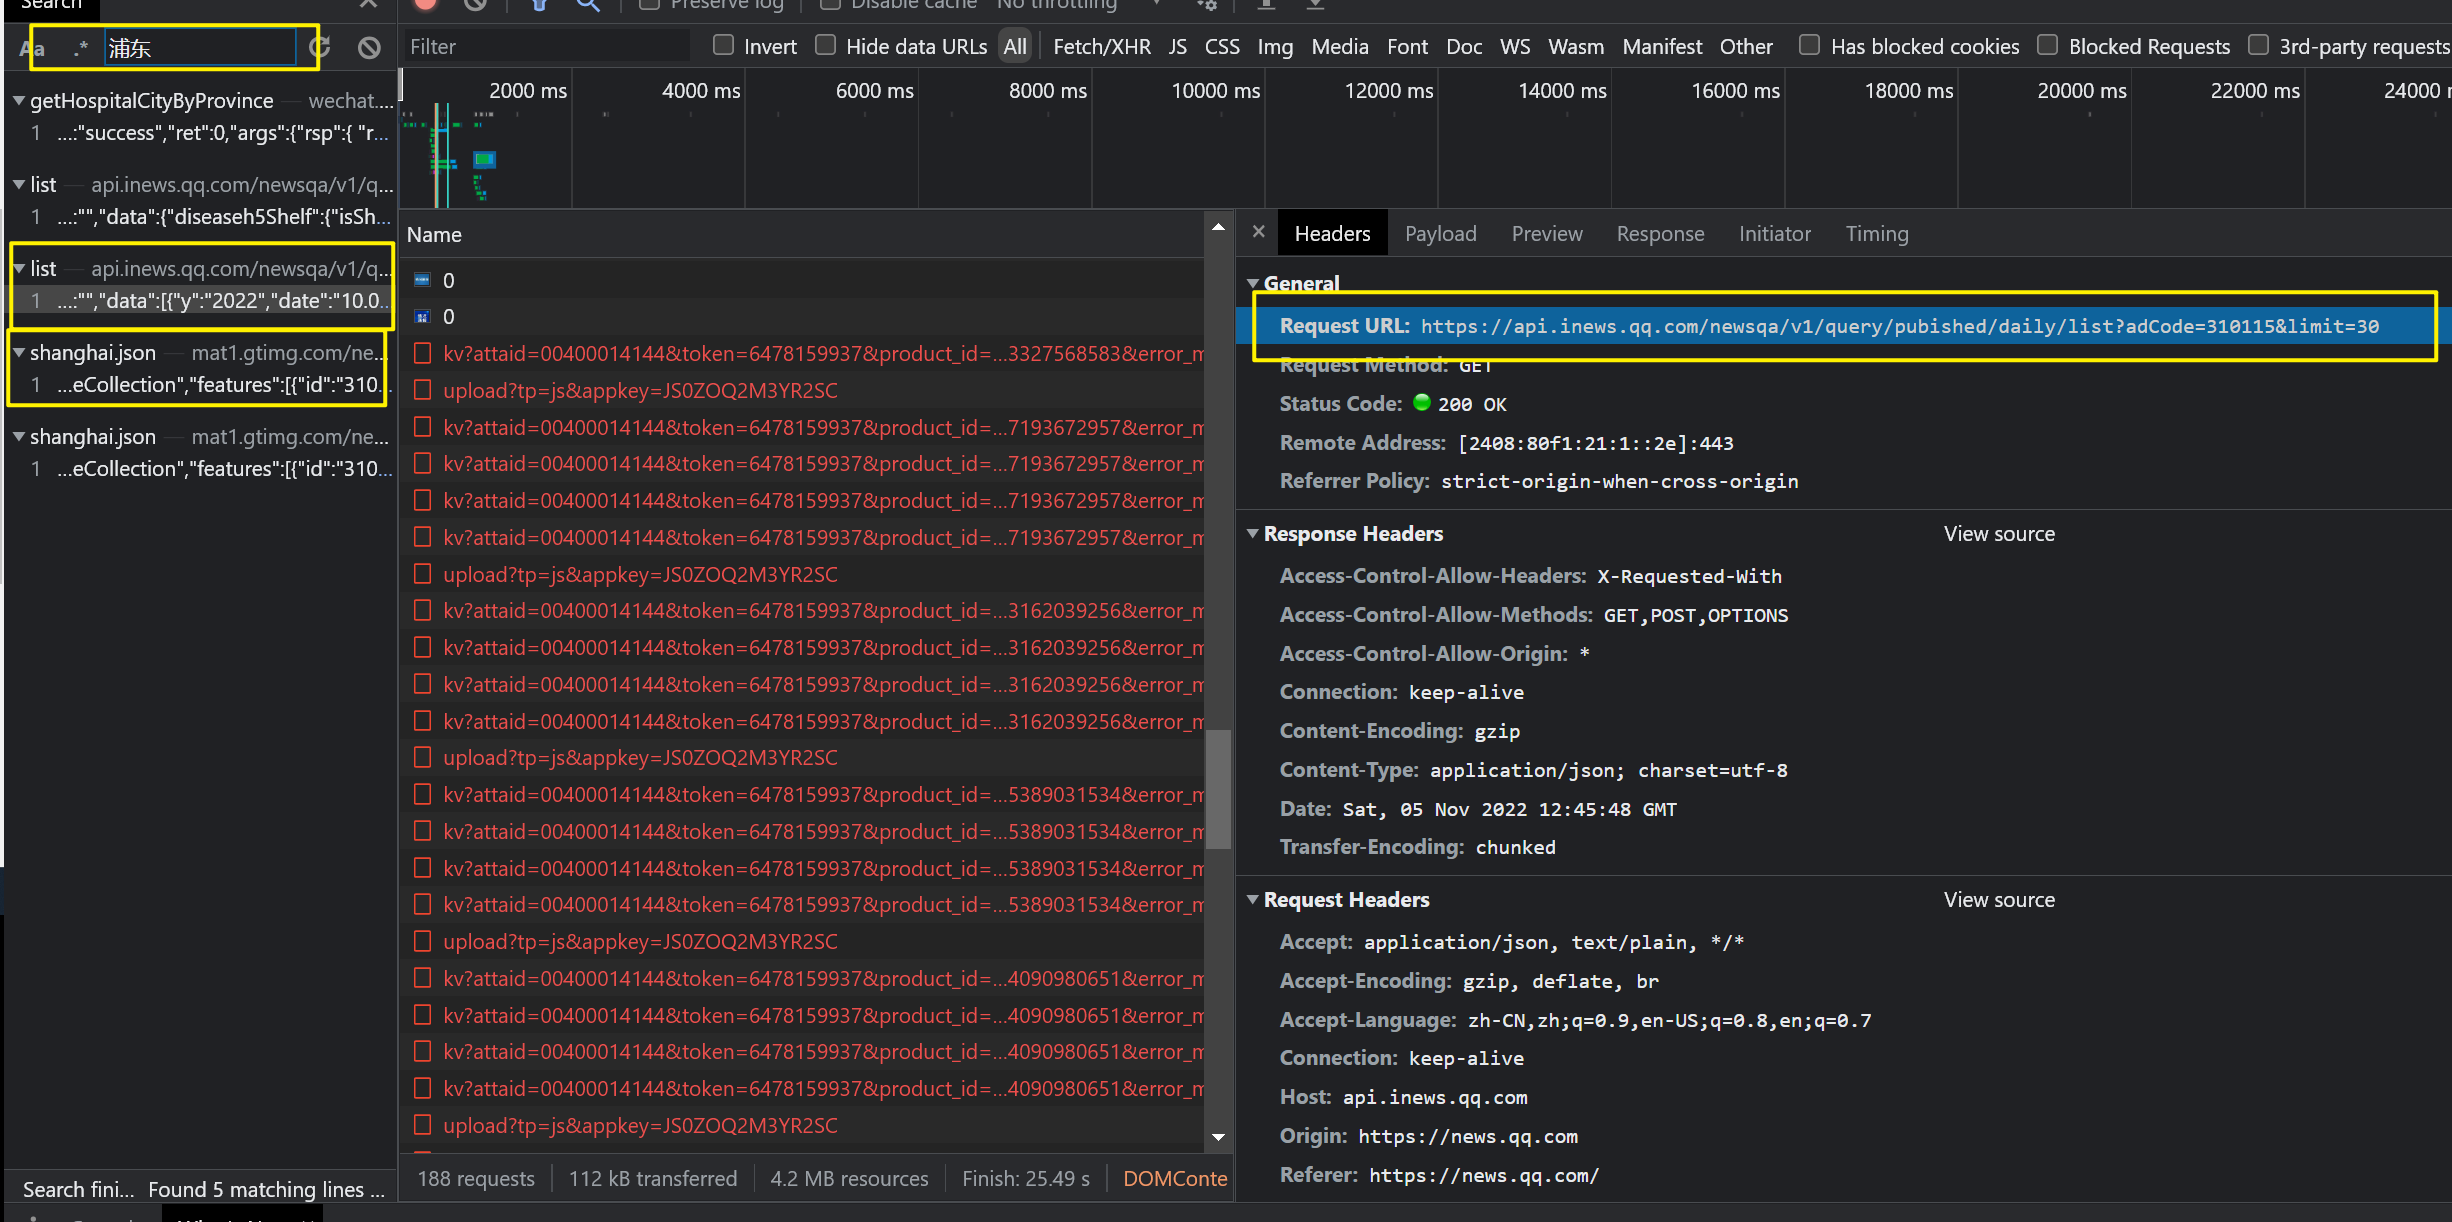 Search
Preserve log
Disable cache
No throttling
Aa .* 浦东
Filter
Invert
Hide data URLs
All
Fetch/XHR
JS
CSS
Img
Media
Font
Doc
WS
Wasm
Manifest
Other
Has blocked cookies
Blocked Requests
3rd-party requests
2000 ms
4000 ms
6000 ms
8000 ms
10000 ms
12000 ms
14000 ms
16000 ms
18000 ms
20000 ms
22000 ms
24000
getHospitalCityByProvince — wechat....
1 ...:"success","ret":0,"args":{"rsp":{ "r...
list — api.inews.qq.com/newsqa/v1/q...
1 ...:"","data":{"diseaseh5Shelf":{"isSh...
list — api.inews.qq.com/newsqa/v1/q...
1 ...:"","data":[{"y":"2022","date":"10.0...
shanghai.json — mat1.gtimg.com/ne...
1 ...eCollection","features":[{"id":"310...
shanghai.json — mat1.gtimg.com/ne...
1 ...eCollection","features":[{"id":"310...
Search fini... Found 5 matching lines ...
Name
0
0
kv?attaid=00400014144&token=6478159937&product_id=...3327568583&error_m
upload?tp=js&appkey=JS0ZOQ2M3YR2SC
kv?attaid=00400014144&token=6478159937&product_id=...7193672957&error_m
kv?attaid=00400014144&token=6478159937&product_id=...7193672957&error_m
kv?attaid=00400014144&token=6478159937&product_id=...7193672957&error_m
kv?attaid=00400014144&token=6478159937&product_id=...7193672957&error_m
upload?tp=js&appkey=JS0ZOQ2M3YR2SC
kv?attaid=00400014144&token=6478159937&product_id=...3162039256&error_m
kv?attaid=00400014144&token=6478159937&product_id=...3162039256&error_m
kv?attaid=00400014144&token=6478159937&product_id=...3162039256&error_m
kv?attaid=00400014144&token=6478159937&product_id=...3162039256&error_m
upload?tp=js&appkey=JS0ZOQ2M3YR2SC
kv?attaid=00400014144&token=6478159937&product_id=...5389031534&error_m
kv?attaid=00400014144&token=6478159937&product_id=...5389031534&error_m
kv?attaid=00400014144&token=6478159937&product_id=...5389031534&error_m
kv?attaid=00400014144&token=6478159937&product_id=...5389031534&error_m
upload?tp=js&appkey=JS0ZOQ2M3YR2SC
kv?attaid=00400014144&token=6478159937&product_id=...4090980651&error_m
kv?attaid=00400014144&token=6478159937&product_id=...4090980651&error_m
kv?attaid=00400014144&token=6478159937&product_id=...4090980651&error_m
kv?attaid=00400014144&token=6478159937&product_id=...4090980651&error_m
upload?tp=js&appkey=JS0ZOQ2M3YR2SC
188 requests
112 kB transferred
4.2 MB resources
Finish: 25.49 s
DOMConte
Headers
Payload
Preview
Response
Initiator
Timing
General
Request URL: https://api.inews.qq.com/newsqa/v1/query/pubished/daily/list?adCode=310115&limit=30
Request Method: GET
Status Code: 200 OK
Remote Address: [2408:80f1:21:1::2e]:443
Referrer Policy: strict-origin-when-cross-origin
Response Headers View source
Access-Control-Allow-Headers: X-Requested-With
Access-Control-Allow-Methods: GET,POST,OPTIONS
Access-Control-Allow-Origin: *
Connection: keep-alive
Content-Encoding: gzip
Content-Type: application/json; charset=utf-8
Date: Sat, 05 Nov 2022 12:45:48 GMT
Transfer-Encoding: chunked
Request Headers View source
Accept: application/json, text/plain, */*
Accept-Encoding: gzip, deflate, br
Accept-Language: zh-CN,zh;q=0.9,en-US;q=0.8,en;q=0.7
Connection: keep-alive
Host: api.inews.qq.com
Origin: https://news.qq.com
Referer: https://news.qq.com/